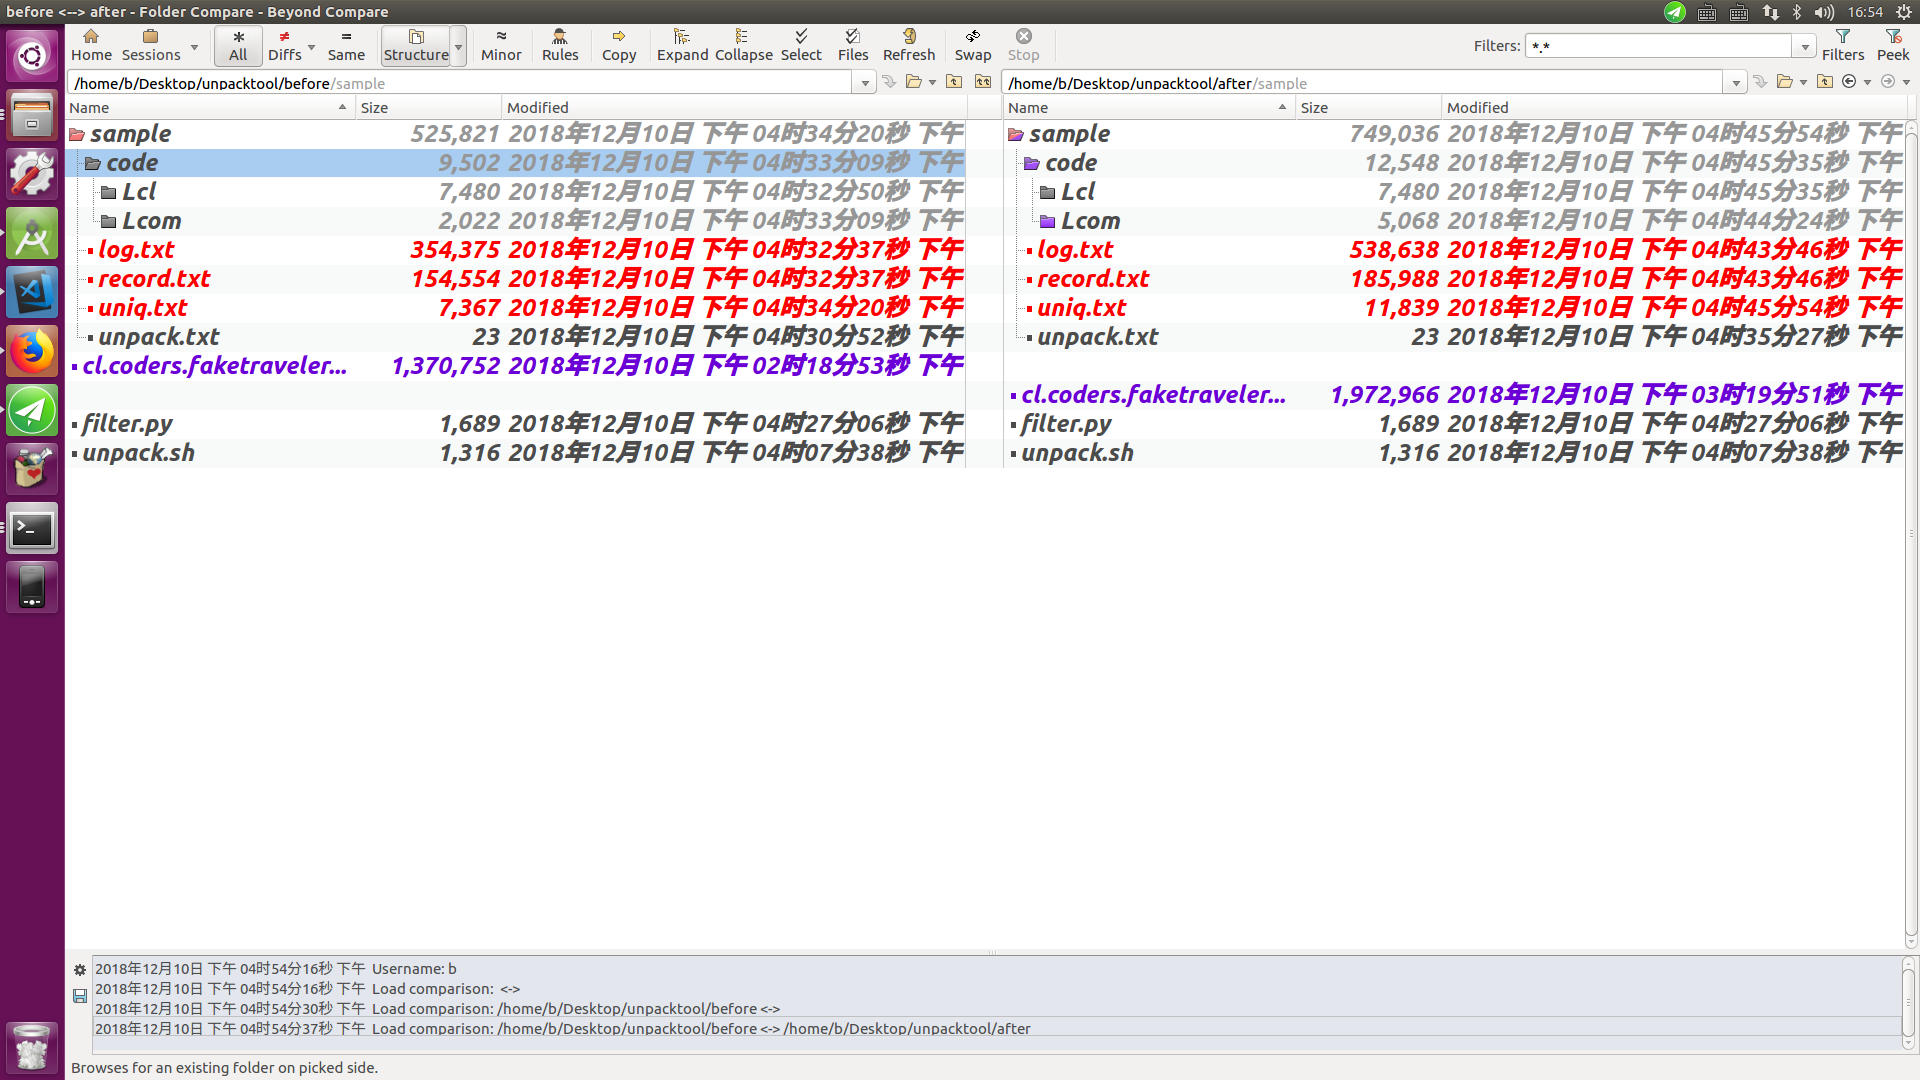 before <--> after - Folder Compare - Beyond Compare 16:54
Home Sessions All Diffs Same Structure Minor Rules Copy Expand Collapse Select Files Refresh Swap Stop Filters: *.* Filters Peek
/home/b/Desktop/unpacktool/before/sample /home/b/Desktop/unpacktool/after/sample
Name Size Modified Name Size Modified
sample 525,821 2018年12月10日 下午 04时34分20秒 下午 sample 749,036 2018年12月10日 下午 04时45分54秒 下午
code 9,502 2018年12月10日 下午 04时33分09秒 下午 code 12,548 2018年12月10日 下午 04时45分35秒 下午
Lcl 7,480 2018年12月10日 下午 04时32分50秒 下午 Lcl 7,480 2018年12月10日 下午 04时45分35秒 下午
Lcom 2,022 2018年12月10日 下午 04时33分09秒 下午 Lcom 5,068 2018年12月10日 下午 04时44分24秒 下午
log.txt 354,375 2018年12月10日 下午 04时32分37秒 下午 log.txt 538,638 2018年12月10日 下午 04时43分46秒 下午
record.txt 154,554 2018年12月10日 下午 04时32分37秒 下午 record.txt 185,988 2018年12月10日 下午 04时43分46秒 下午
uniq.txt 7,367 2018年12月10日 下午 04时34分20秒 下午 uniq.txt 11,839 2018年12月10日 下午 04时45分54秒 下午
unpack.txt 23 2018年12月10日 下午 04时30分52秒 下午 unpack.txt 23 2018年12月10日 下午 04时35分27秒 下午
cl.coders.faketraveler... 1,370,752 2018年12月10日 下午 02时18分53秒 下午
cl.coders.faketraveler... 1,972,966 2018年12月10日 下午 03时19分51秒 下午
filter.py 1,689 2018年12月10日 下午 04时27分06秒 下午 filter.py 1,689 2018年12月10日 下午 04时27分06秒 下午
unpack.sh 1,316 2018年12月10日 下午 04时07分38秒 下午 unpack.sh 1,316 2018年12月10日 下午 04时07分38秒 下午
2018年12月10日 下午 04时54分16秒 下午 Username: b
2018年12月10日 下午 04时54分16秒 下午 Load comparison: <->
2018年12月10日 下午 04时54分30秒 下午 Load comparison: /home/b/Desktop/unpacktool/before <->
2018年12月10日 下午 04时54分37秒 下午 Load comparison: /home/b/Desktop/unpacktool/before <-> /home/b/Desktop/unpacktool/after
Browses for an existing folder on picked side.